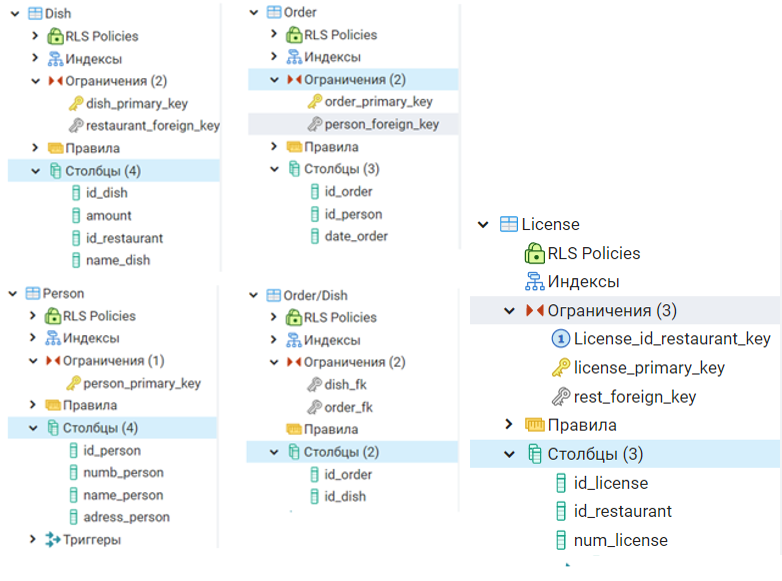 Dish
RLS Policies
Индексы
Ограничения (2)
dish_primary_key
restaurant_foreign_key
Правила
Столбцы (4)
id_dish
amount
id_restaurant
name_dish
Order
RLS Policies
Индексы
Ограничения (2)
order_primary_key
person_foreign_key
Правила
Столбцы (3)
id_order
id_person
date_order
Person
RLS Policies
Индексы
Ограничения (1)
person_primary_key
Правила
Столбцы (4)
id_person
numb_person
name_person
adress_person
Триггеры
Order/Dish
RLS Policies
Индексы
Ограничения (2)
dish_fk
order_fk
Правила
Столбцы (2)
id_order
id_dish
License
RLS Policies
Индексы
Ограничения (3)
1 License_id_restaurant_key
license_primary_key
rest_foreign_key
Правила
Столбцы (3)
id_license
id_restaurant
num_license